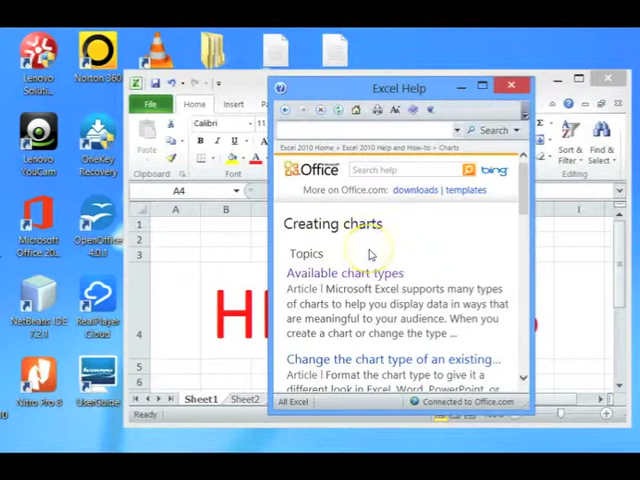 Lenovo
Soluti...
Norton 360
Lenovo
YouCam
OneKey
Recovery
Microsoft
Office 20...
OpenOffice
4.0.1
NetBeans IDE
7.2.1
RealPlayer
Cloud
Nitro Pro 8
UserGuide
File
Home
Insert
Calibri
11
B I U
Paste
Clipboard
Sort &
Filter
Find &
Select
Editing
A4
A
B
I
1
2
3
4
5
6
Sheet1
Sheet2
Ready
Excel Help
Search
Excel 2010 Home » Excel 2010 Help and How-to » Charts
Microsoft
Office
Search help
bing
More on Office.com: downloads | templates
Creating charts
Topics
Available chart types
Article | Microsoft Excel supports many types
of charts to help you display data in ways that
are meaningful to your audience. When you
create a chart or change the type ...
Change the chart type of an existing...
Article | Format the chart type to give it a
different look in Excel, Word, PowerPoint, or
All Excel
Connected to Office.com